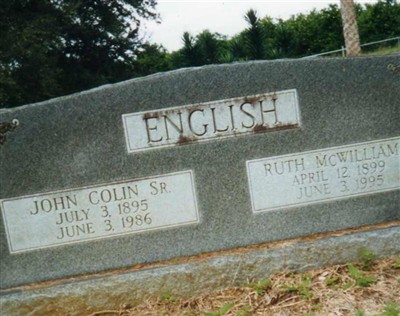 ENGLISH
JOHN COLIN SR.
JULY 3, 1895
JUNE 3, 1986
RUTH MCWILLIAM
APRIL 12, 1899
JUNE 3, 1995